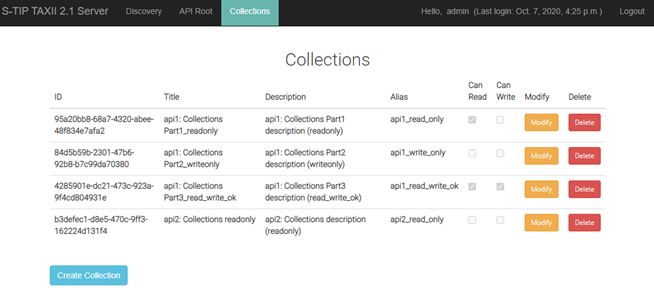 S-TIP TAXII 2.1 Server Discovery API Root Collections Hello, admin (Last login: Oct. 7, 2020, 4:25 p.m.) Logout
Collections
ID Title Description Alias Can Read Can Write Modify Delete
95a20bb8-68a7-4320-abee- api1: Collections api1: Collections Part1 api1_read_only Modify Delete
48f834e7afa2 Part1_readonly description (readonly)
84d5b59b-2301-47b6- api1: Collections api1: Collections Part2 api1_write_only Modify Delete
92b8-b7c99da70380 Part2_writeonly description (writeonly)
4285901e-dc21-473c-923a- api1: Collections api1: Collections Part3 api1_read_write_ok Modify Delete
9f4cd804931e Part3_read_write_ok description (read_write_ok)
b3defec1-d8e5-470c-9ff3- api2: Collections readonly api2: Collections description api2_read_only Modify Delete
162224d131f4 (readonly)
Create Collection